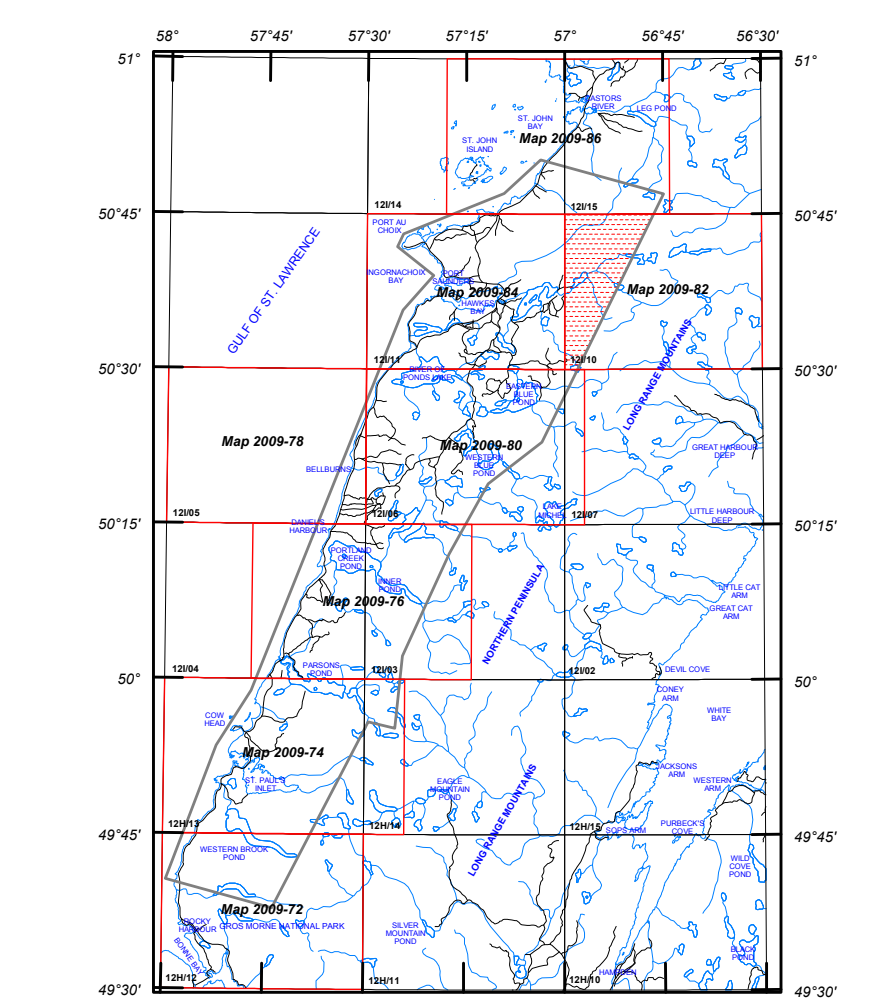 58°
57°45'
57°30'
57°15'
57°
56°45'
56°30'
51°
51°
CASTORS
RIVER
LEG POND
ST. JOHN
BAY
Map 2009-86
ST. JOHN
ISLAND
12I/14
12I/15
50°45'
50°45'
PORT AU
CHOIX
GULF OF ST. LAWRENCE
INGORNACHOIX
BAY
PORT
SAUNDERS
Map 2009-84
Map 2009-82
HAWKES
BAY
LONG RANGE MOUNTAINS
12I/11
12I/10
50°30'
50°30'
RIVER OF
PONDS LAKE
EASTERN
BLUE
POND
Map 2009-78
Map 2009-80
GREAT HARBOUR
DEEP
WESTERN
BLUE
POND
BELLBURNS
LAKE
MICHEL
LITTLE HARBOUR
DEEP
12I/05
12I/06
12I/07
50°15'
50°15'
DANIEL'S
HARBOUR
PORTLAND
CREEK
POND
INNER
POND
NORTHERN PENINSULA
LITTLE CAT
ARM
Map 2009-76
GREAT CAT
ARM
12I/04
PARSONS
POND
12I/03
12I/02
DEVIL COVE
50°
50°
CONEY
ARM
COW
HEAD
WHITE
BAY
Map 2009-74
JACKSONS
ARM
ST. PAUL'S
INLET
EAGLE
MOUNTAIN
POND
WESTERN
ARM
LONG RANGE MOUNTAINS
12H/13
12H/14
12H/15
SOPS ARM
PURBECK'S
COVE
49°45'
49°45'
WESTERN BROOK
POND
WILD
COVE
POND
Map 2009-72
ROCKY
HARBOUR
GROS MORNE NATIONAL PARK
SILVER
MOUNTAIN
POND
BONNE BAY
BLACK
POND
12H/12
12H/11
12H/10
HAMPDEN
49°30'
49°30'